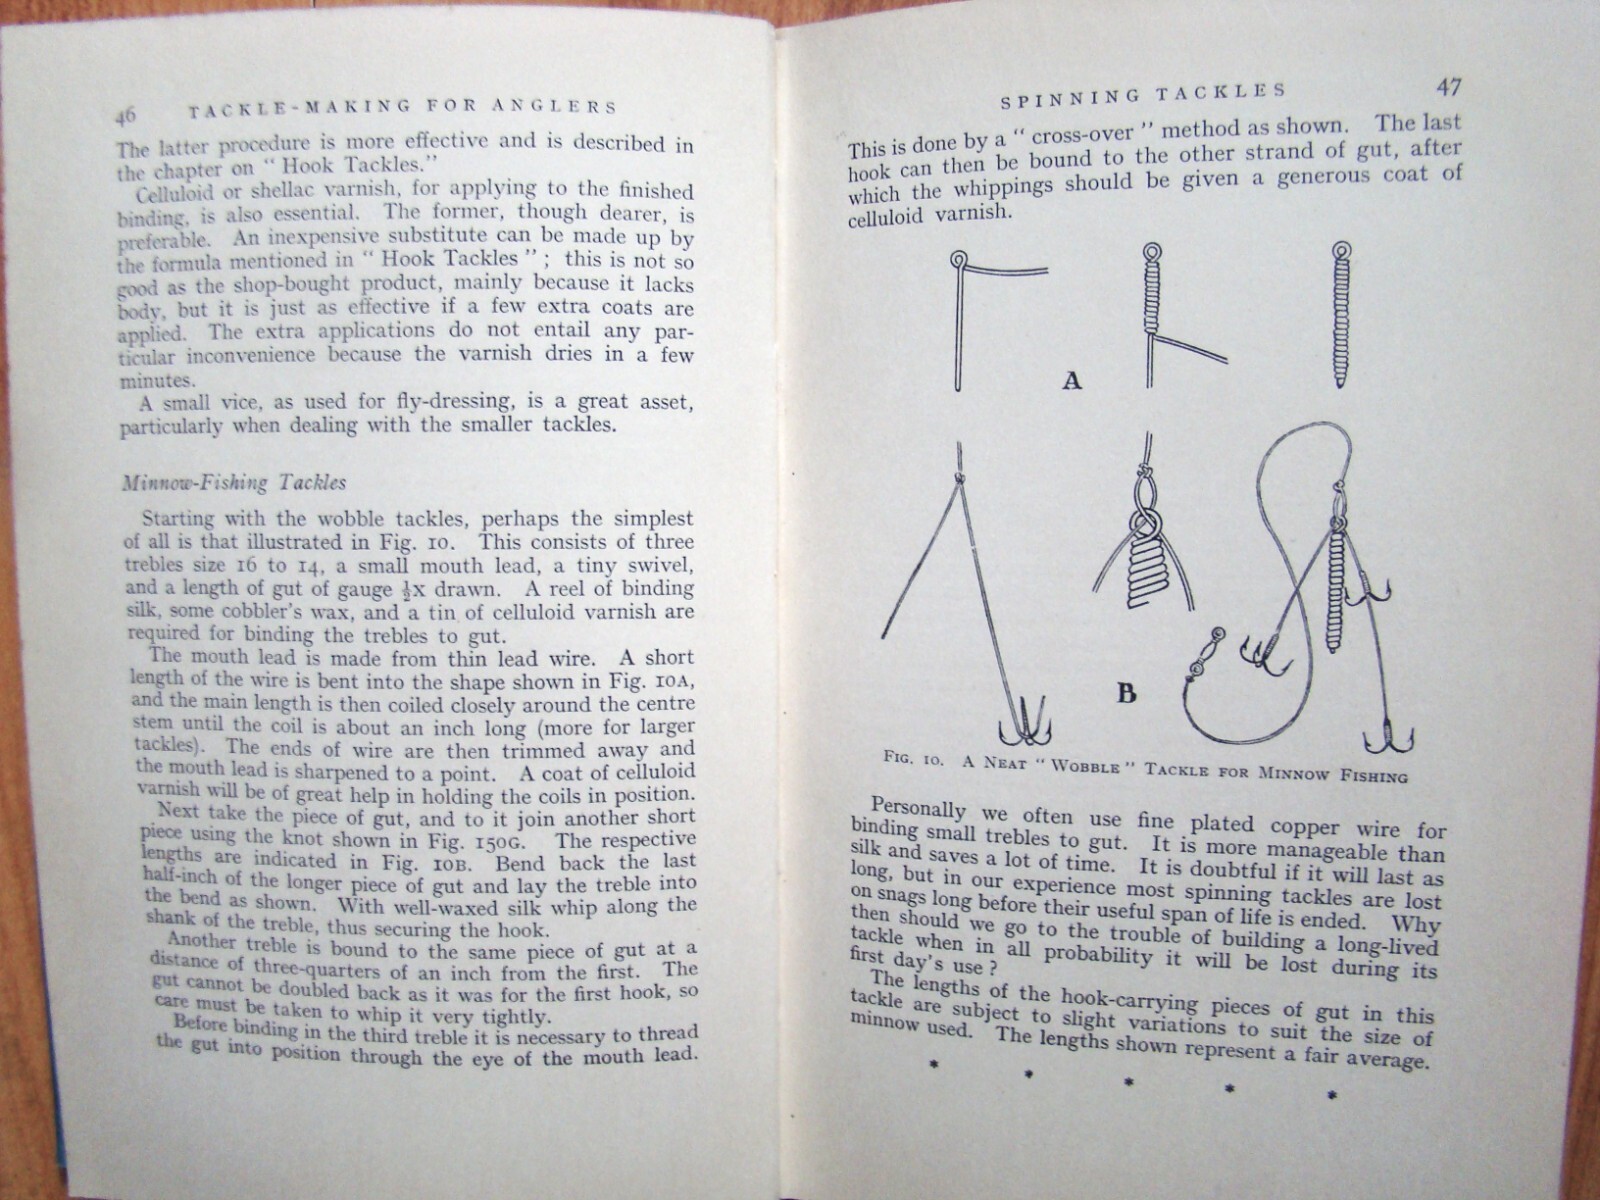 46 TACKLE-MAKING FOR ANGLERS
The latter procedure is more effective and is described in
the chapter on “ Hook Tackles.”
Celluloid or shellac varnish, for applying to the finished
binding, is also essential. The former, though dearer, is
preferable. An inexpensive substitute can be made up by
the formula mentioned in “ Hook Tackles ” ; this is not so
good as the shop-bought product, mainly because it lacks
body, but it is just as effective if a few extra coats are
applied. The extra applications do not entail any par-
ticular inconvenience because the varnish dries in a few
minutes.
A small vice, as used for fly-dressing, is a great asset,
particularly when dealing with the smaller tackles.
Minnow-Fishing Tackles
Starting with the wobble tackles, perhaps the simplest
of all is that illustrated in Fig. 10. This consists of three
trebles size 16 to 14, a small mouth lead, a tiny swivel,
and a length of gut of gauge ½x drawn. A reel of binding
silk, some cobbler's wax, and a tin of celluloid varnish are
required for binding the trebles to gut.
The mouth lead is made from thin lead wire. A short
length of the wire is bent into the shape shown in Fig. 10A,
and the main length is then coiled closely around the centre
stem until the coil is about an inch long (more for larger
tackles). The ends of wire are then trimmed away and
the mouth lead is sharpened to a point. A coat of celluloid
varnish will be of great help in holding the coils in position.
Next take the piece of gut, and to it join another short
piece using the knot shown in Fig. 150G. The respective
lengths are indicated in Fig. 10B. Bend back the last
half-inch of the longer piece of gut and lay the treble into
the bend as shown. With well-waxed silk whip along the
shank of the treble, thus securing the hook.
Another treble is bound to the same piece of gut at a
distance of three-quarters of an inch from the first. The
gut cannot be doubled back as it was for the first hook, so
care must be taken to whip it very tightly.
Before binding in the third treble it is necessary to thread
the gut into position through the eye of the mouth lead.
SPINNING TACKLES 47
This is done by a “ cross-over ” method as shown. The last
hook can then be bound to the other strand of gut, after
which the whippings should be given a generous coat of
celluloid varnish.
A
B
FIG. 10. A NEAT “ WOBBLE ” TACKLE FOR MINNOW FISHING
Personally we often use fine plated copper wire for
binding small trebles to gut. It is more manageable than
silk and saves a lot of time. It is doubtful if it will last as
long, but in our experience most spinning tackles are lost
on snags long before their useful span of life is ended. Why
then should we go to the trouble of building a long-lived
tackle when in all probability it will be lost during its
first day's use ?
The lengths of the hook-carrying pieces of gut in this
tackle are subject to slight variations to suit the size of
minnow used. The lengths shown represent a fair average.
* * * * *